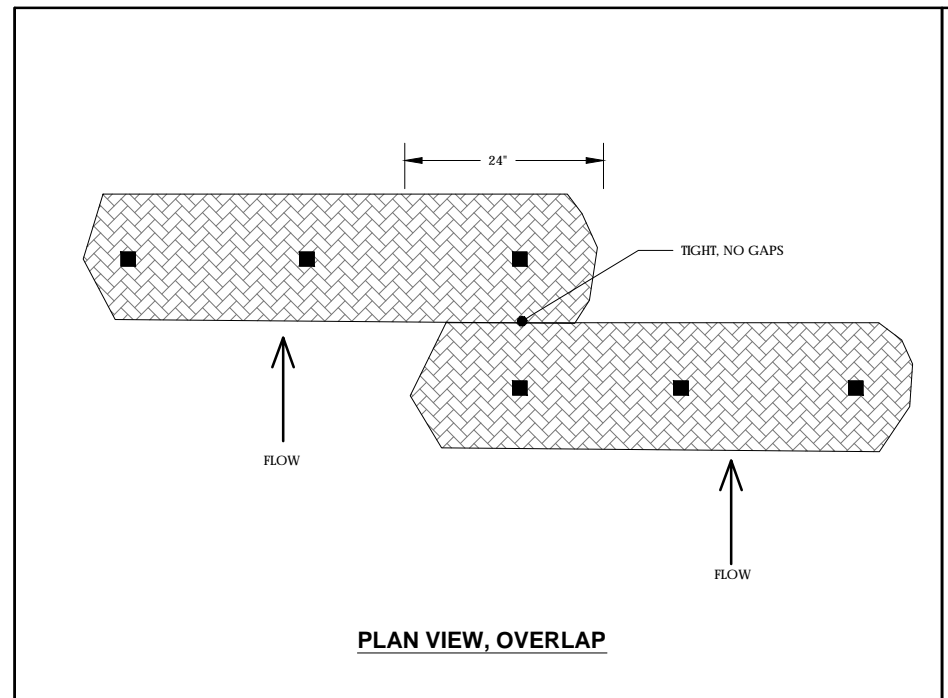 24"
TIGHT, NO GAPS
FLOW
FLOW
PLAN VIEW, OVERLAP